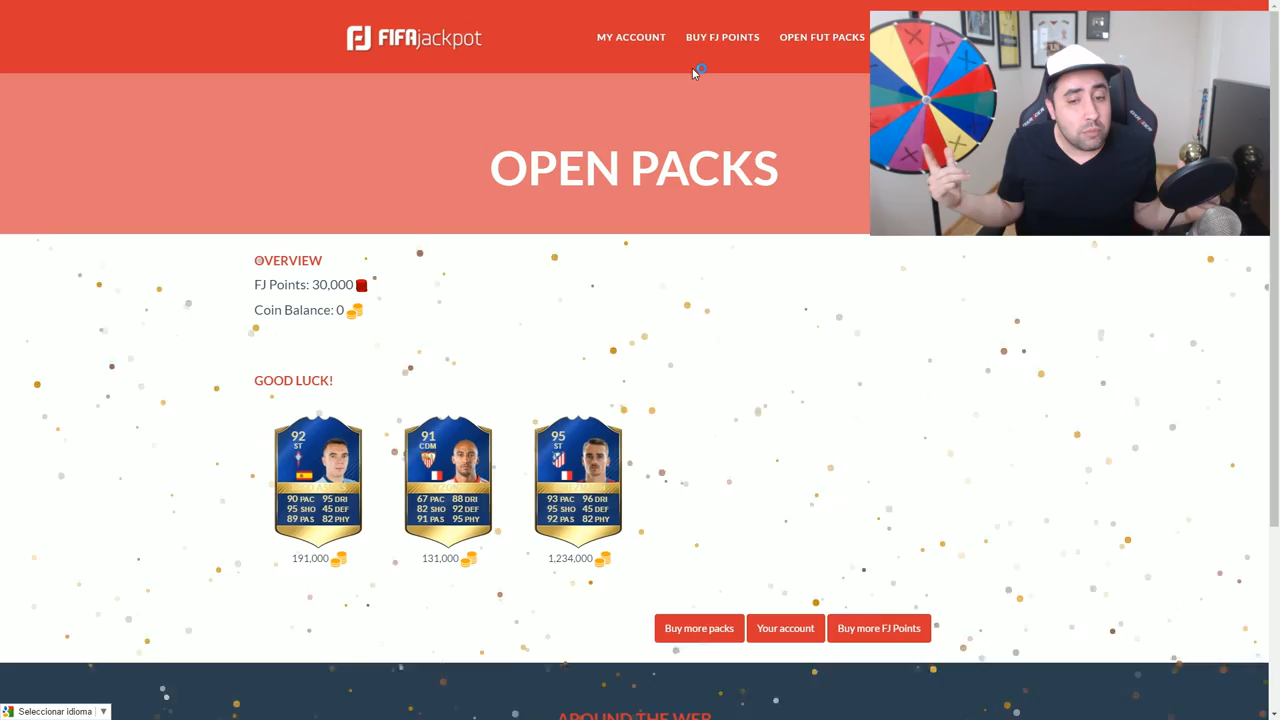 FJ FIFAjackpot
MY ACCOUNT BUY FJ POINTS OPEN FUT PACKS
OPEN PACKS
OVERVIEW
FJ Points: 30,000
Coin Balance: 0
GOOD LUCK!
92 ST
90 PAC 95 DRI
95 SHO 45 DEF
89 PAS 82 PHY
191,000
91 CDM
67 PAC 88 DRI
82 SHO 92 DEF
91 PAS 95 PHY
131,000
95 ST
93 PAC 96 DRI
95 SHO 45 DEF
92 PAS 82 PHY
1,234,000
Buy more packs Your account Buy more FJ Points
AROUND THE WEB
Seleccionar idioma ▼